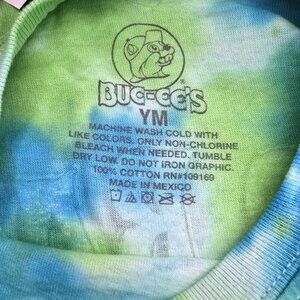 BUC-EE'S
YM
MACHINE WASH COLD WITH
LIKE COLORS. ONLY NON-CHLORINE
BLEACH WHEN NEEDED. TUMBLE
DRY LOW. DO NOT IRON GRAPHIC.
100% COTTON RN#109169
MADE IN MEXICO